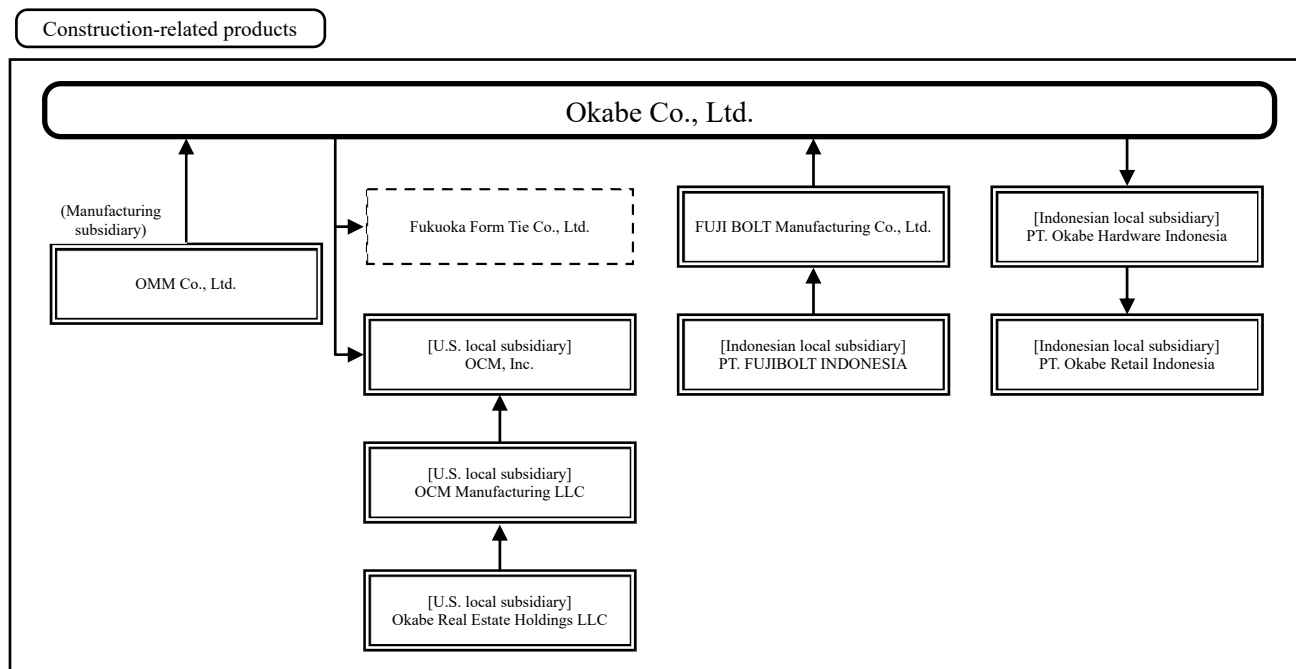 Construction-related products
Okabe Co., Ltd.
(Manufacturing
subsidiary)
OMM Co., Ltd.
Fukuoka Form Tie Co., Ltd.
FUJI BOLT Manufacturing Co., Ltd.
[Indonesian local subsidiary]
PT. Okabe Hardware Indonesia
[U.S. local subsidiary]
OCM, Inc.
[Indonesian local subsidiary]
PT. FUJIBOLT INDONESIA
[Indonesian local subsidiary]
PT. Okabe Retail Indonesia
[U.S. local subsidiary]
OCM Manufacturing LLC
[U.S. local subsidiary]
Okabe Real Estate Holdings LLC